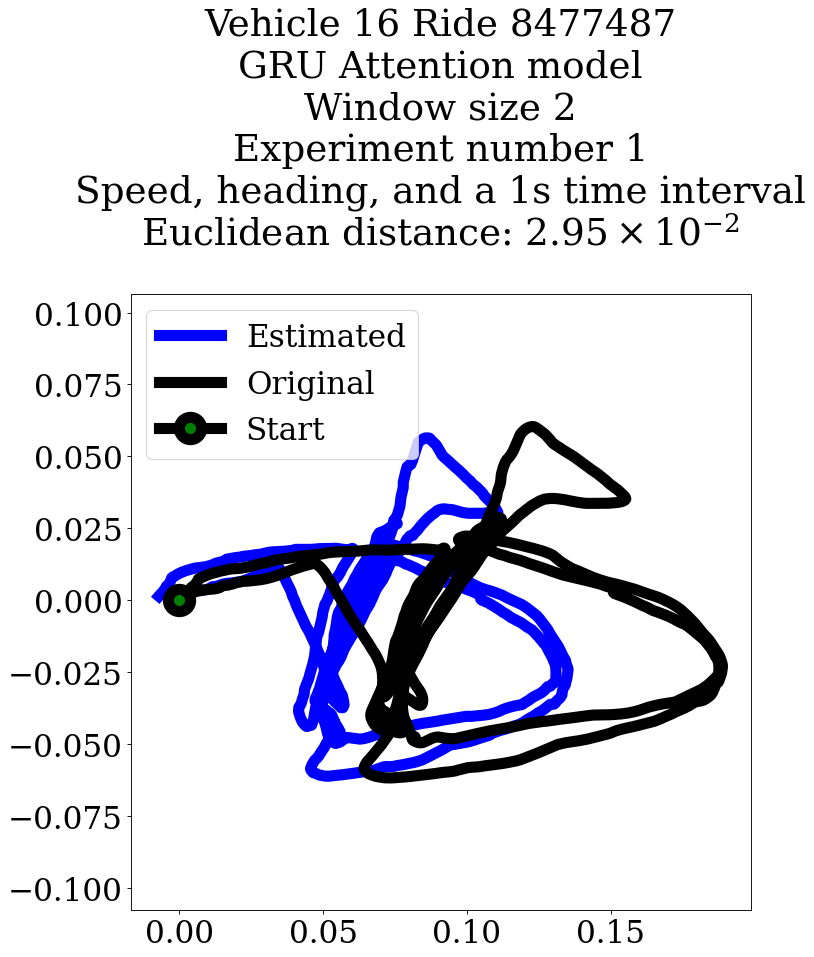 Vehicle 16 Ride 8477487
GRU Attention model
Window size 2
Experiment number 1
Speed, heading, and a 1s time interval
Euclidean distance: 2.95 × 10⁻²
Estimated
Original
Start
0.100
0.075
0.050
0.025
0.000
−0.025
−0.050
−0.075
−0.100
0.00 0.05 0.10 0.15